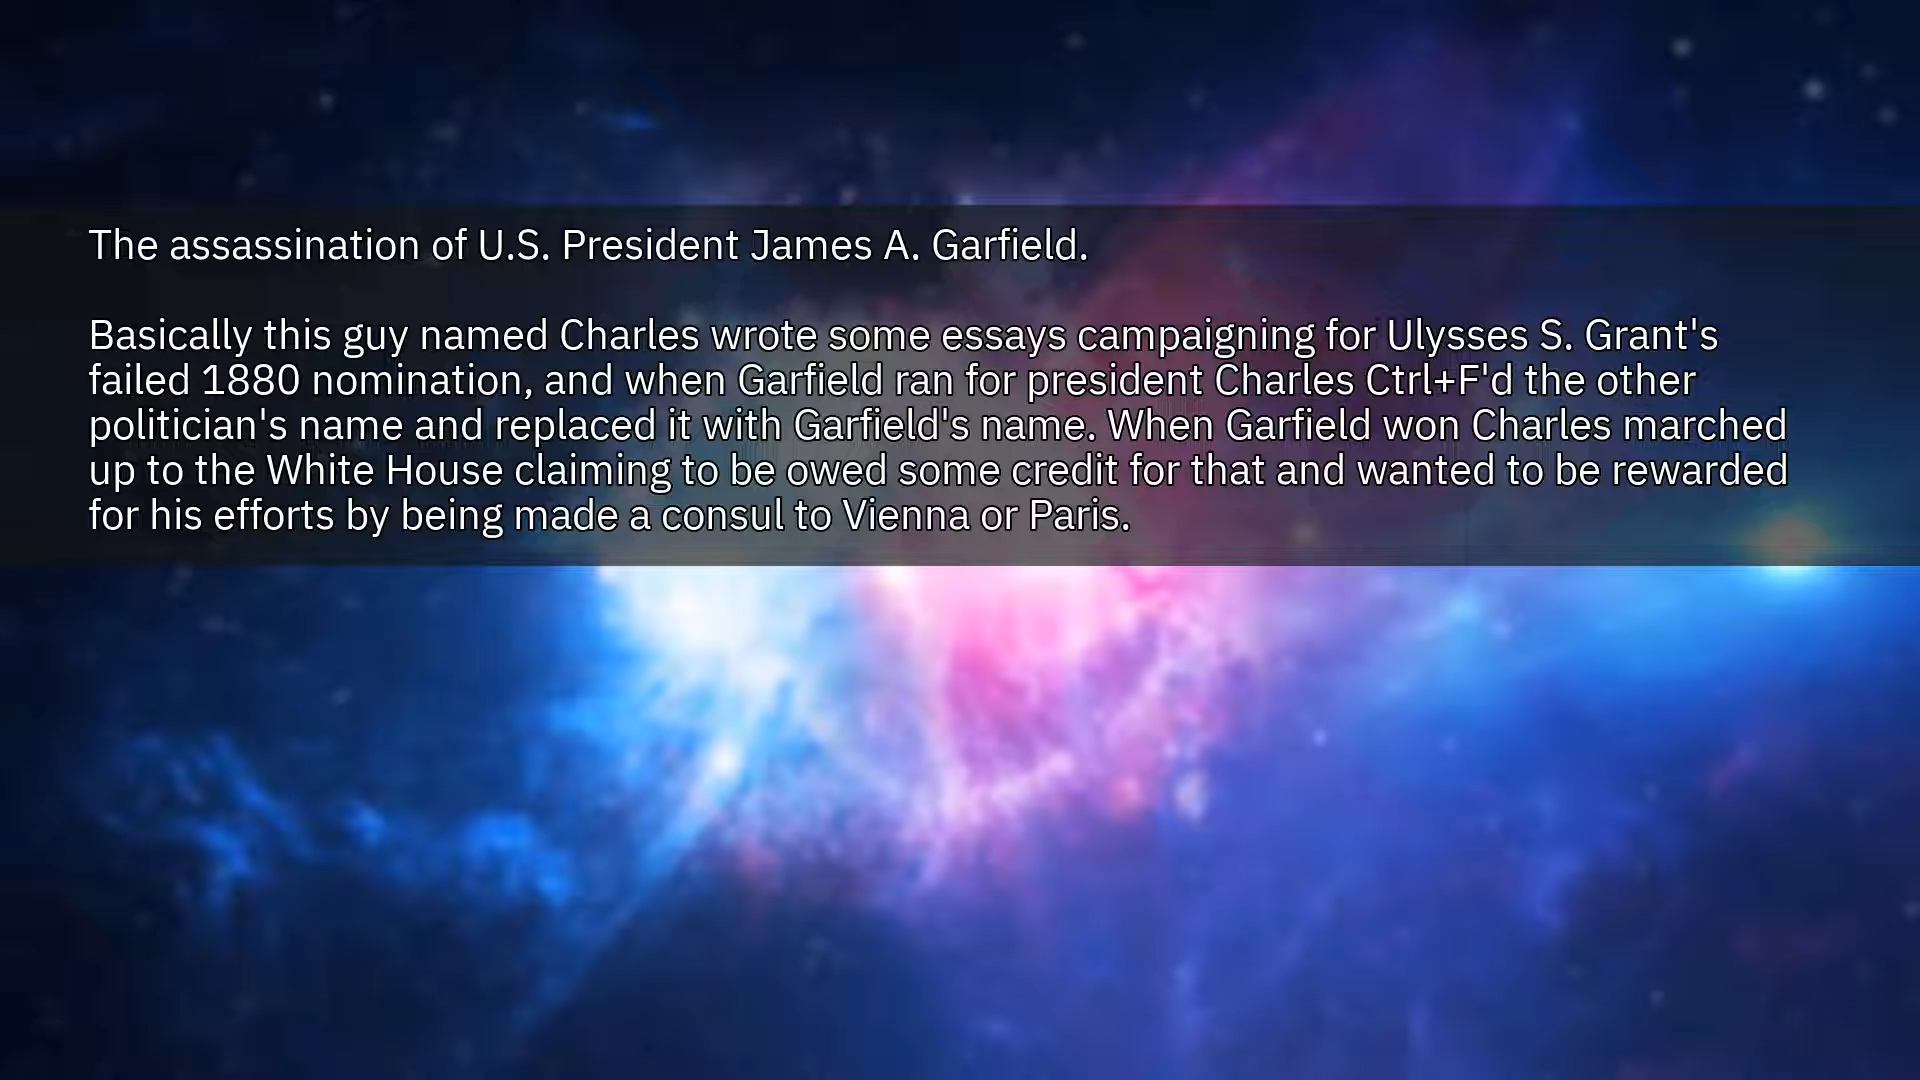 The assassination of U.S. President James A. Garfield.
Basically this guy named Charles wrote some essays campaigning for Ulysses S. Grant's
failed 1880 nomination, and when Garfield ran for president Charles Ctrl+F'd the other
politician's name and replaced it with Garfield's name. When Garfield won Charles marched
up to the White House claiming to be owed some credit for that and wanted to be rewarded
for his efforts by being made a consul to Vienna or Paris.